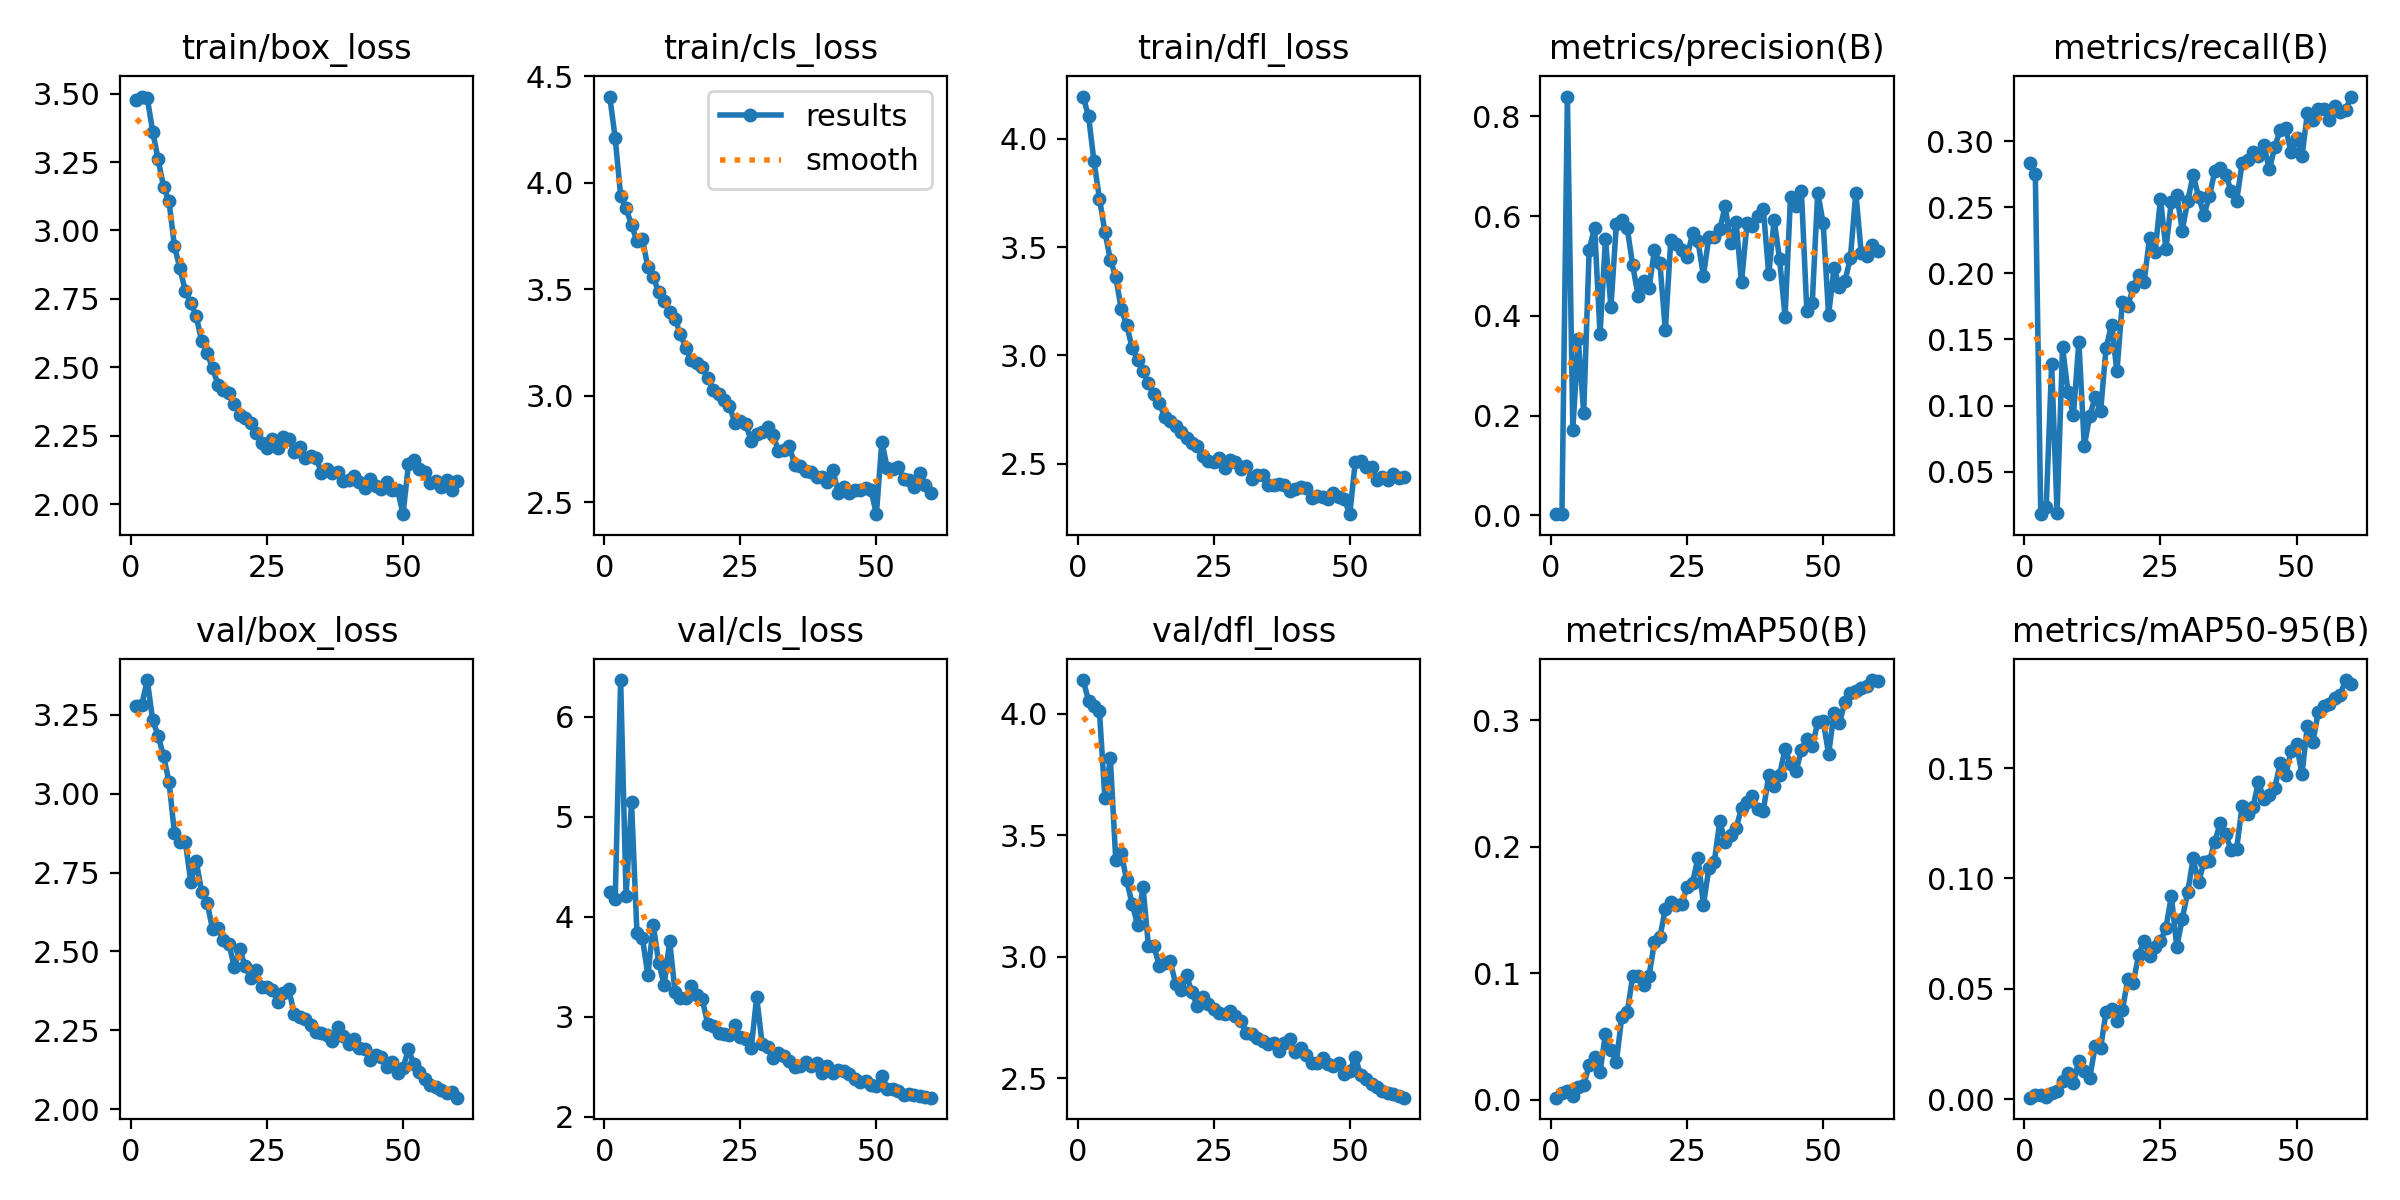 train/box_loss
3.50
3.25
3.00
2.75
2.50
2.25
2.00
0 25 50
train/cls_loss
results
smooth
4.5
4.0
3.5
3.0
2.5
0 25 50
train/dfl_loss
4.0
3.5
3.0
2.5
0 25 50
metrics/precision(B)
0.8
0.6
0.4
0.2
0.0
0 25 50
metrics/recall(B)
0.30
0.25
0.20
0.15
0.10
0.05
0 25 50
val/box_loss
3.25
3.00
2.75
2.50
2.25
2.00
0 25 50
val/cls_loss
6
5
4
3
2
0 25 50
val/dfl_loss
4.0
3.5
3.0
2.5
0 25 50
metrics/mAP50(B)
0.3
0.2
0.1
0.0
0 25 50
metrics/mAP50-95(B)
0.15
0.10
0.05
0.00
0 25 50